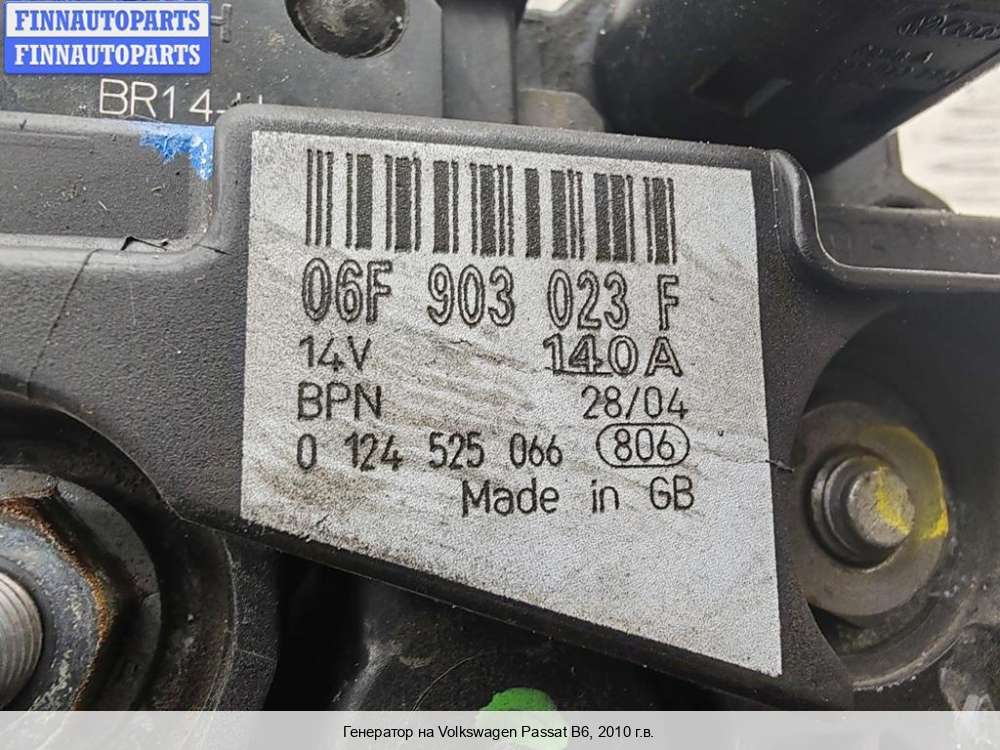 FINNAUTOPARTS
FINNAUTOPARTS
BR14-
06F 903 023 F
14V 140A
BPN 28/04
0 124 525 066 806
Made in GB
Генератор на Volkswagen Passat B6, 2010 г.в.